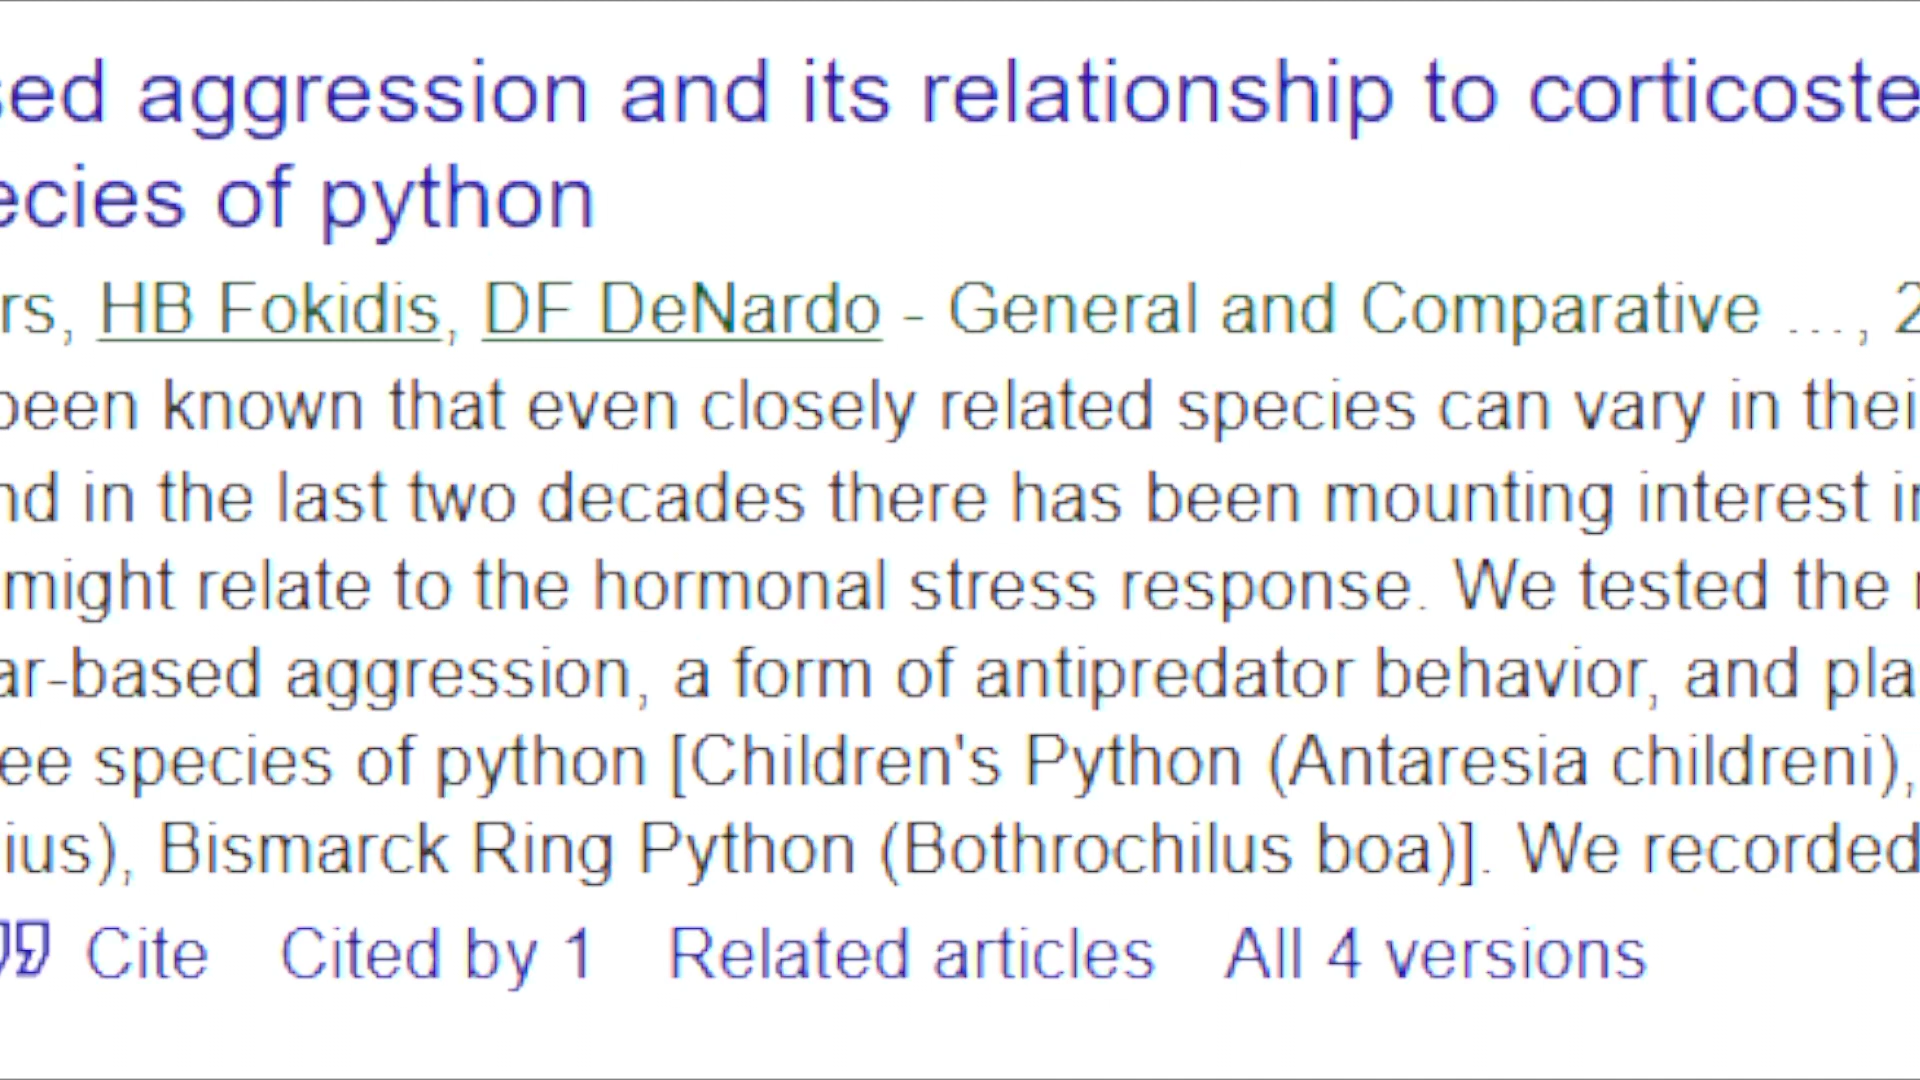 sed aggression and its relationship to corticoste
ecies of python
rs, HB Fokidis, DF DeNardo - General and Comparative ..., 2
been known that even closely related species can vary in thei
nd in the last two decades there has been mounting interest in
might relate to the hormonal stress response. We tested the r
ar-based aggression, a form of antipredator behavior, and pla
ee species of python [Children's Python (Antaresia childreni),
ius), Bismarck Ring Python (Bothrochilus boa)]. We recorded
Cite Cited by 1 Related articles All 4 versions